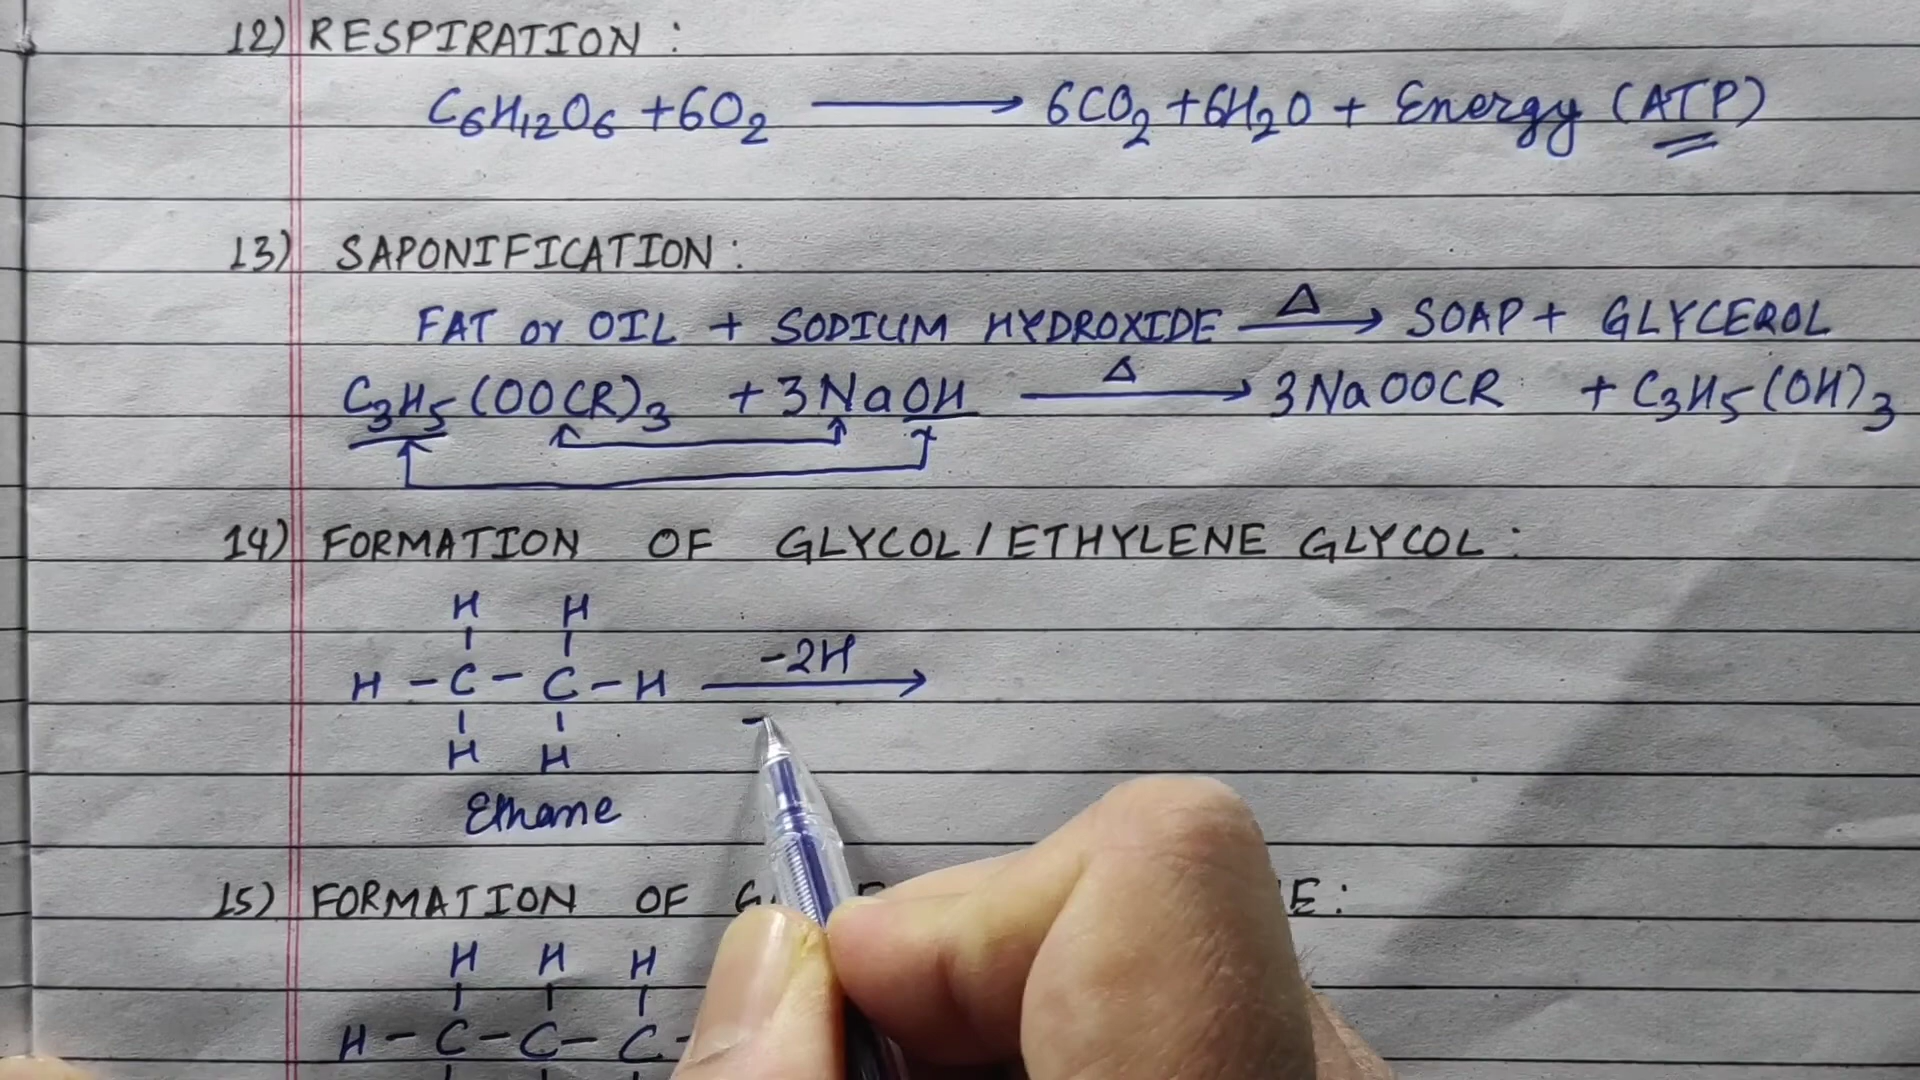 12) RESPIRATION :
C6H12O6 + 6O2 ⟶ 6CO2 + 6H2O + Energy (ATP)
13) SAPONIFICATION :
FAT or OIL + SODIUM HYDROXIDE Δ⟶ SOAP + GLYCEROL
C3H5(OOCR)3 + 3NaOH Δ⟶ 3NaOOCR + C3H5(OH)3
14) FORMATION OF GLYCOL / ETHYLENE GLYCOL :
H H
-2H
H - C - C - H ⟶
-
H H
Ethane
15) FORMATION OF E :
H H H
H - C - C - C -